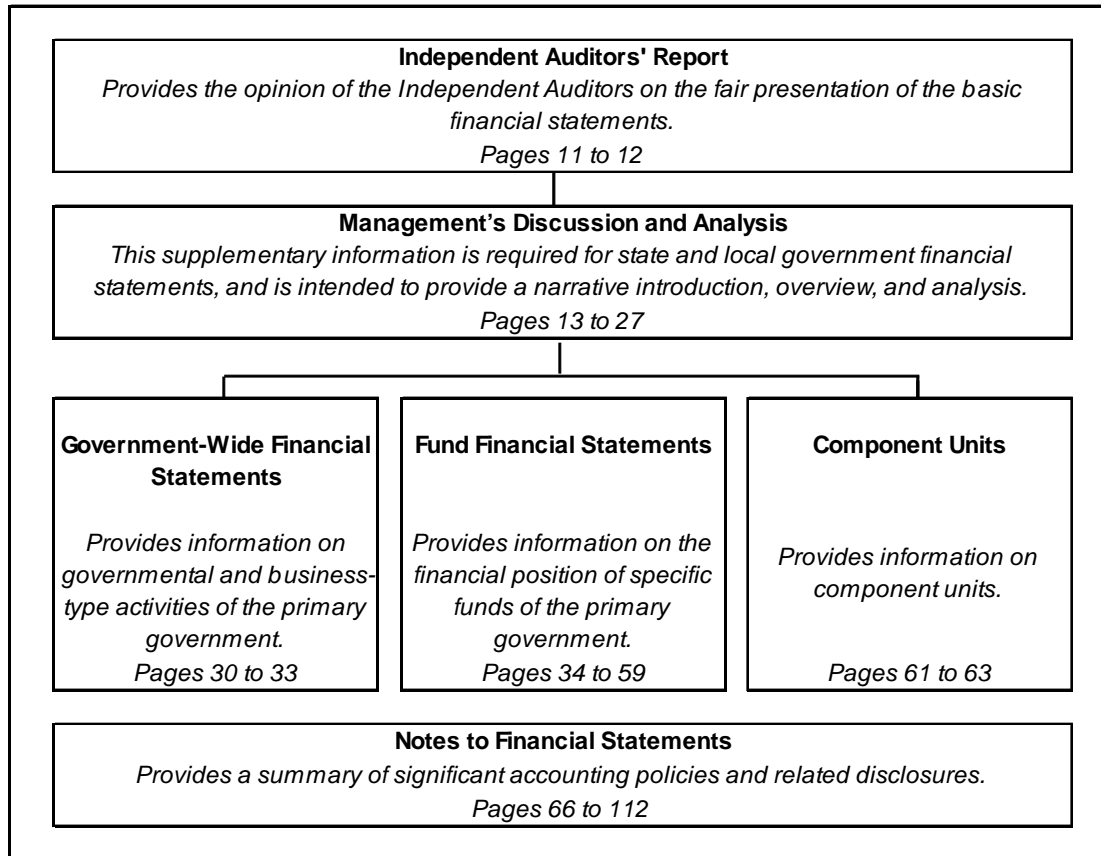 Independent Auditors' Report
Provides the opinion of the Independent Auditors on the fair presentation of the basic
financial statements.
Pages 11 to 12
Management’s Discussion and Analysis
This supplementary information is required for state and local government financial
statements, and is intended to provide a narrative introduction, overview, and analysis.
Pages 13 to 27
Government-Wide Financial
Statements
Provides information on
governmental and business-
type activities of the primary
government.
Pages 30 to 33
Fund Financial Statements
Provides information on the
financial position of specific
funds of the primary
government.
Pages 34 to 59
Component Units
Provides information on
component units.
Pages 61 to 63
Notes to Financial Statements
Provides a summary of significant accounting policies and related disclosures.
Pages 66 to 112